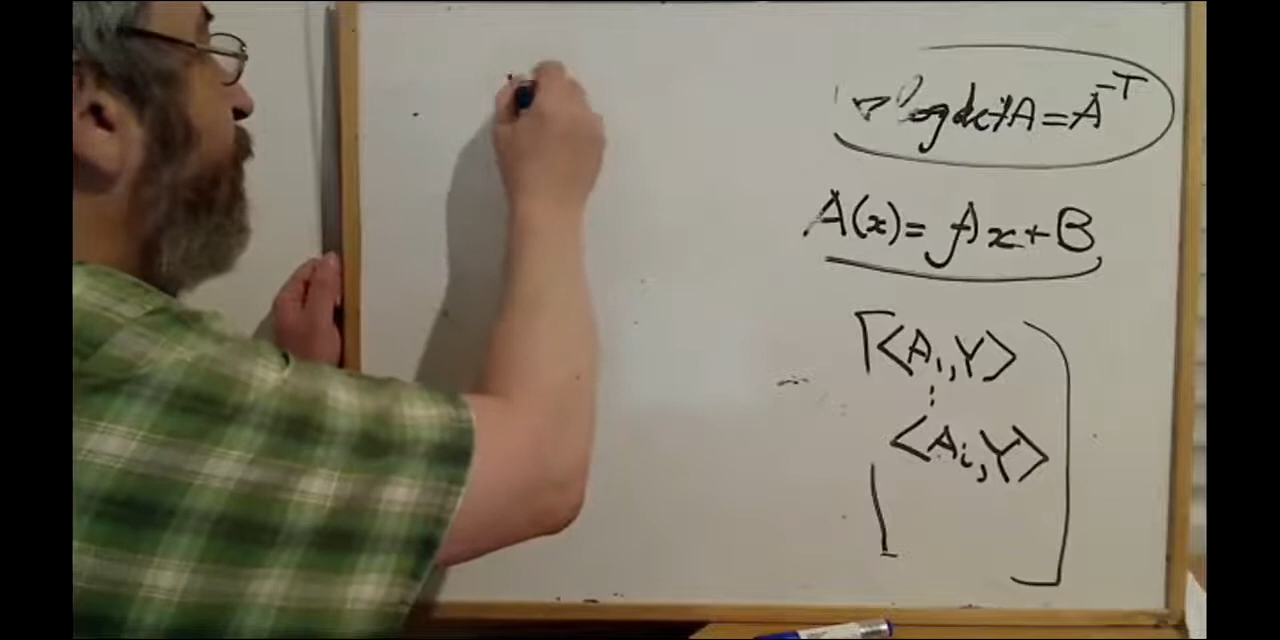 ∇ log det A = A^{-T}
A(x) = Ax + B
⟨A₁, Y⟩
⋮
⟨Aᵢ, Y⟩